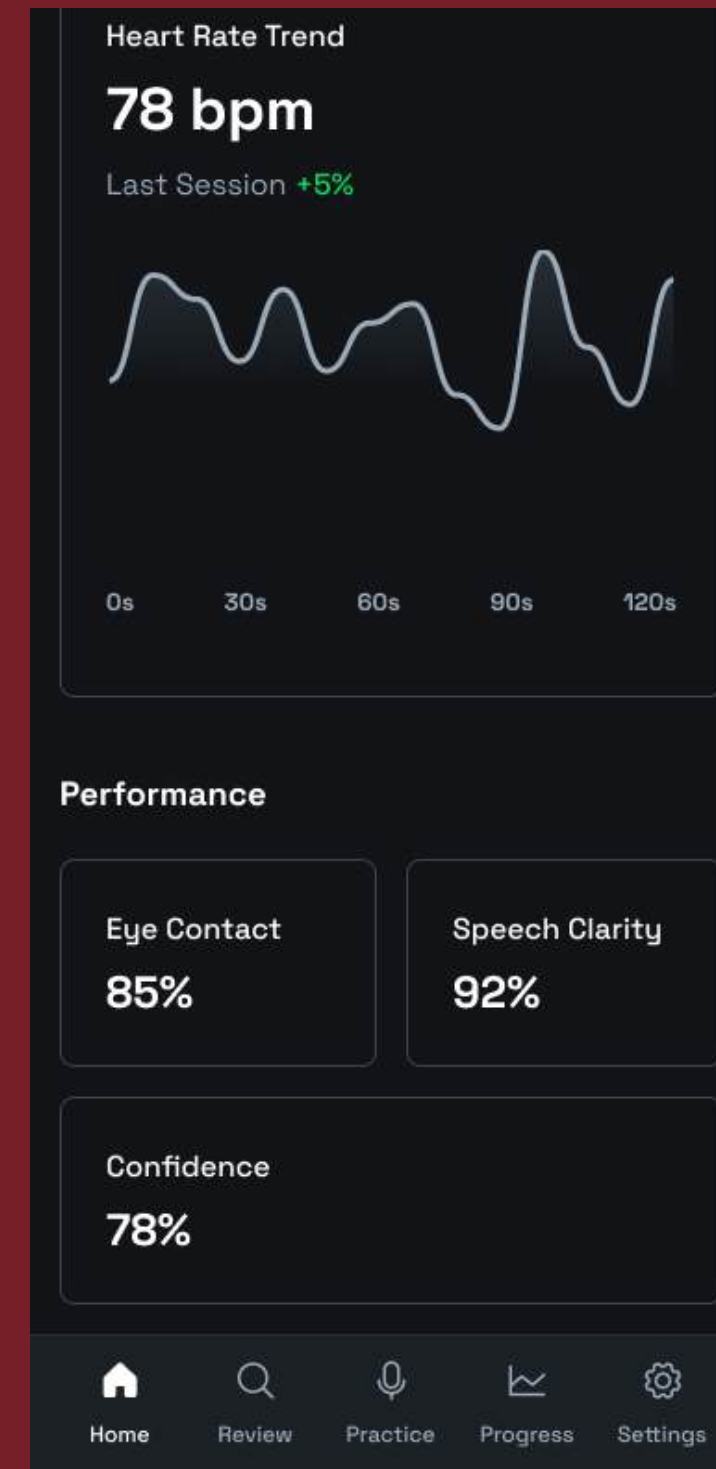 Heart Rate Trend
78 bpm
Last Session +5%
0s 30s 60s 90s 120s
Performance
Eye Contact
85%
Speech Clarity
92%
Confidence
78%
Home Review Practice Progress Settings